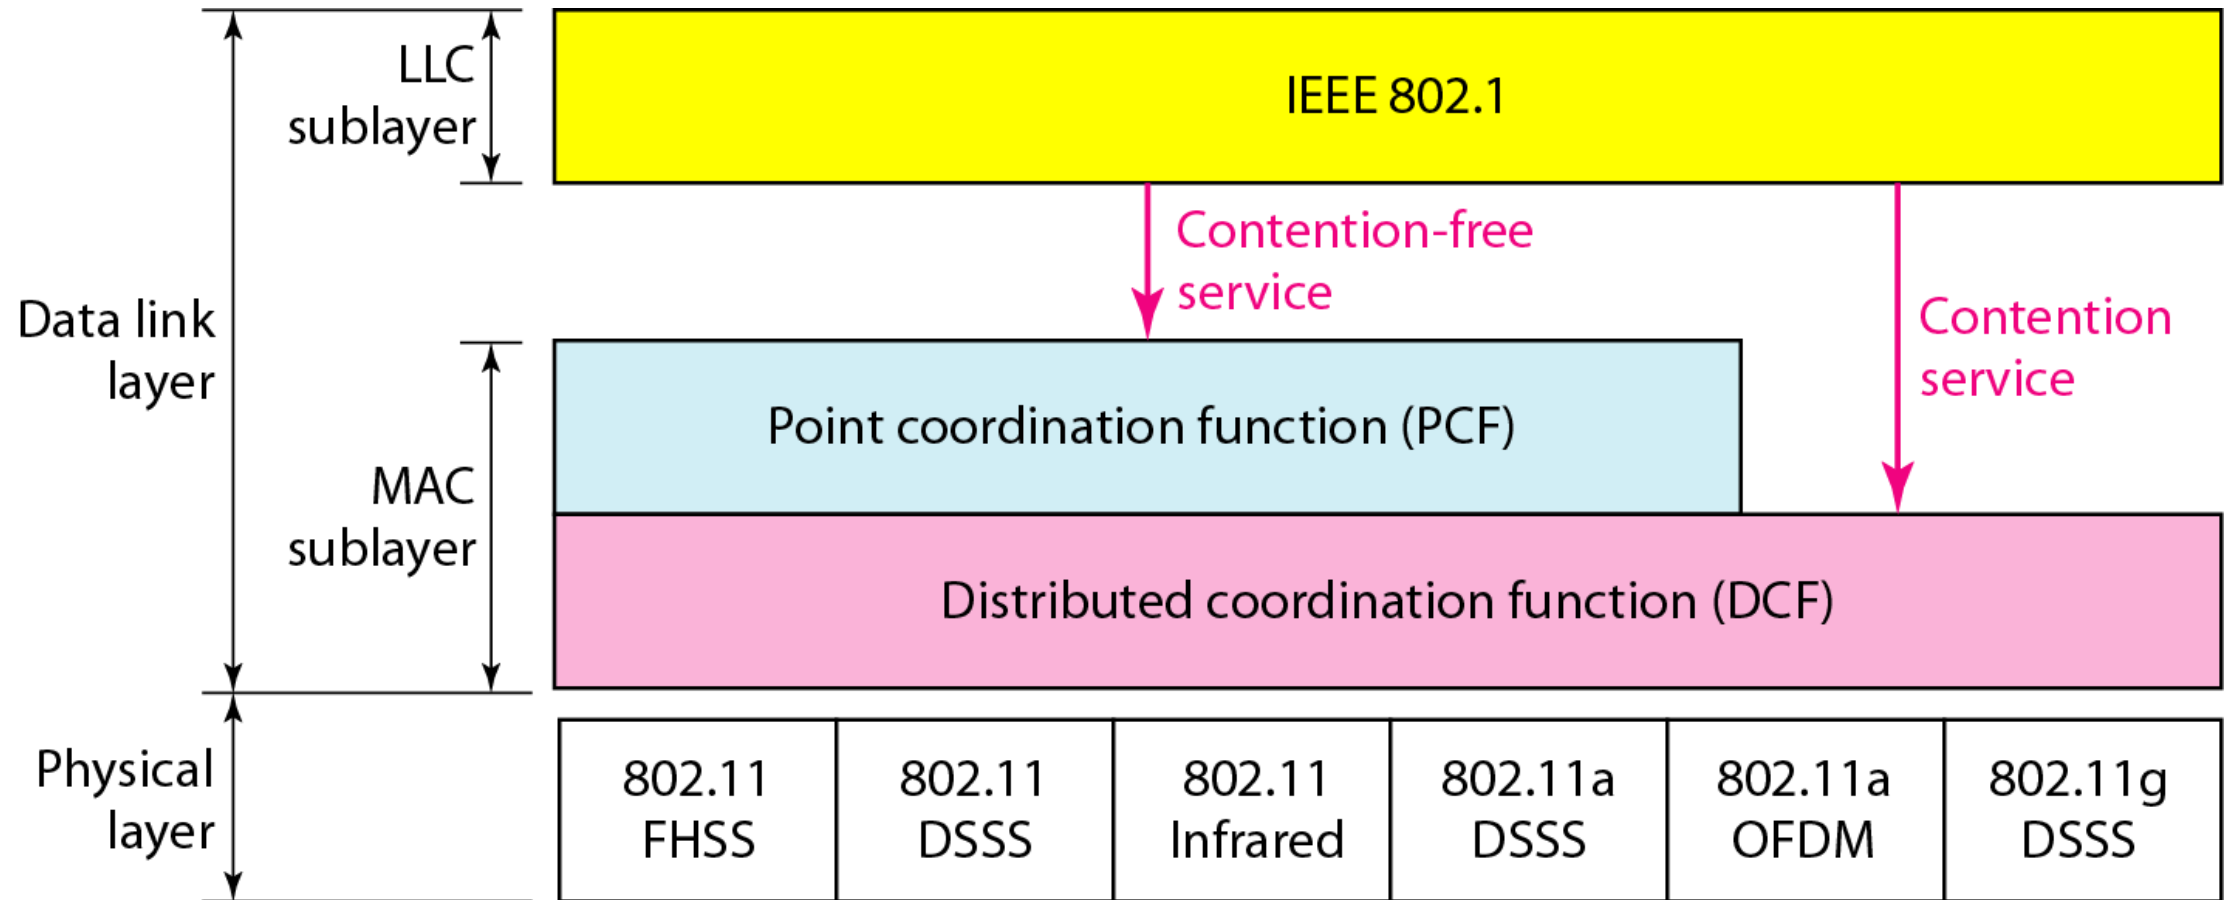 LLC
sublayer
IEEE 802.1
Contention-free
service
Contention
service
Data link
layer
Point coordination function (PCF)
MAC
sublayer
Distributed coordination function (DCF)
Physical
layer
802.11
FHSS
802.11
DSSS
802.11
Infrared
802.11a
DSSS
802.11a
OFDM
802.11g
DSSS